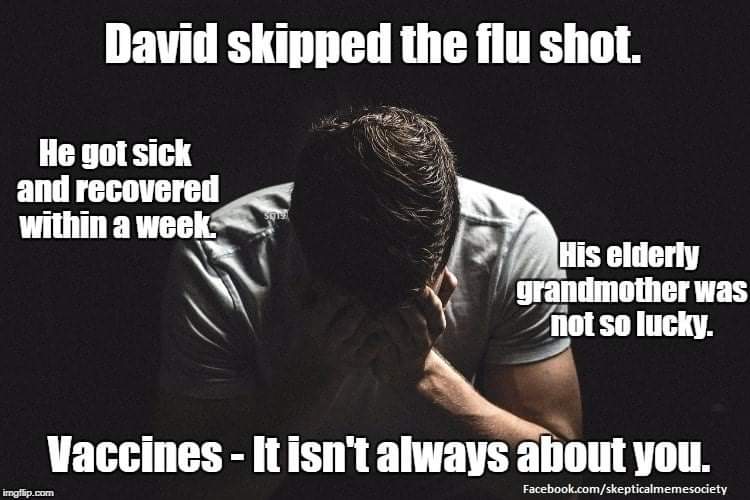 David skipped the flu shot.
He got sick
and recovered
within a week.
His elderly
grandmother was
not so lucky.
Vaccines - It isn't always about you.
imgflip.com
Facebook.com/skepticalmemesociety